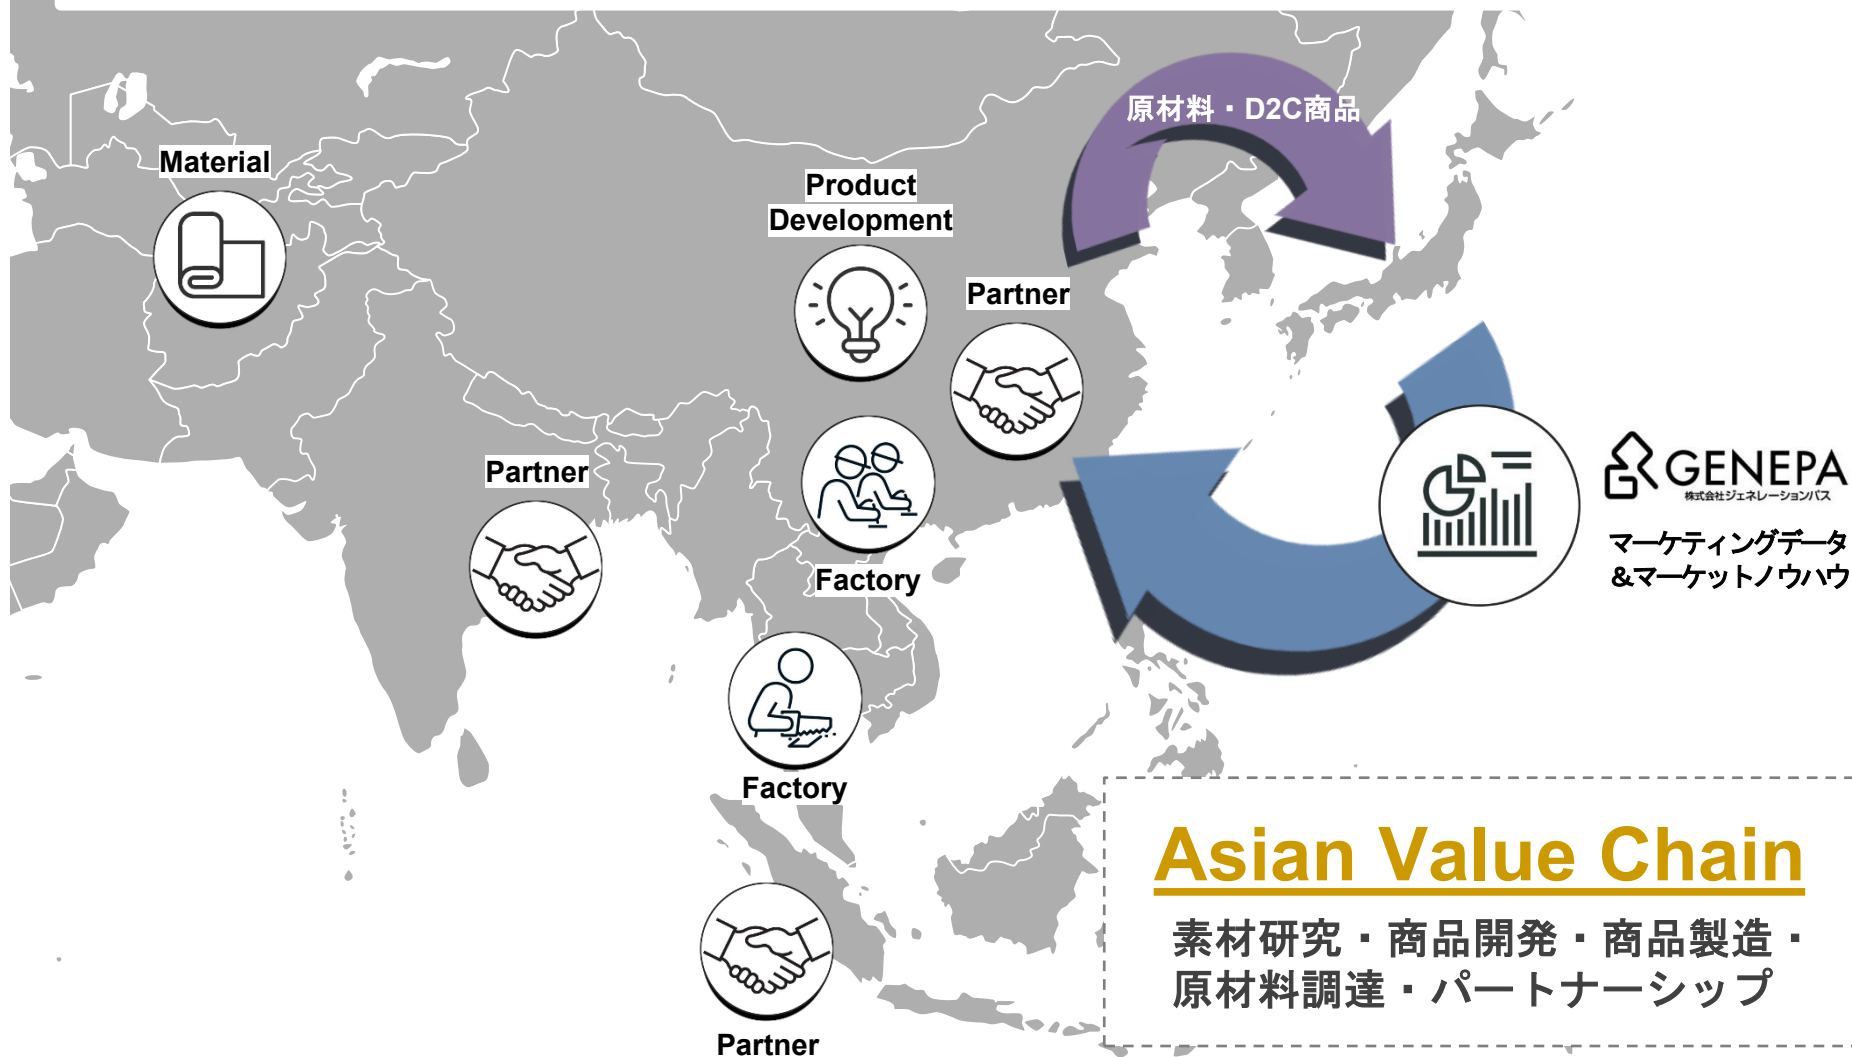 原材料・D2C商品
Material
Product
Development
Partner
Partner
Factory
Factory
Partner
GENEPA
株式会社ジェネレーションパス
マーケティングデータ
&マーケットノウハウ
Asian Value Chain
素材研究・商品開発・商品製造・
原材料調達・パートナーシップ